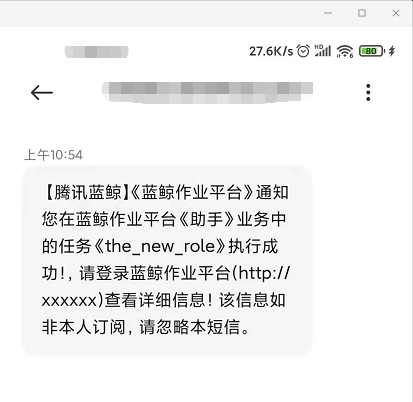 27.6K/s HD 80
上午10:54
【腾讯蓝鲸】《蓝鲸作业平台》通知
您在蓝鲸作业平台《助手》业务中
的任务《the_new_role》执行成
功!, 请登录蓝鲸作业平台(http://
xxxxxx)查看详细信息! 该信息如
非本人订阅, 请忽略本短信。